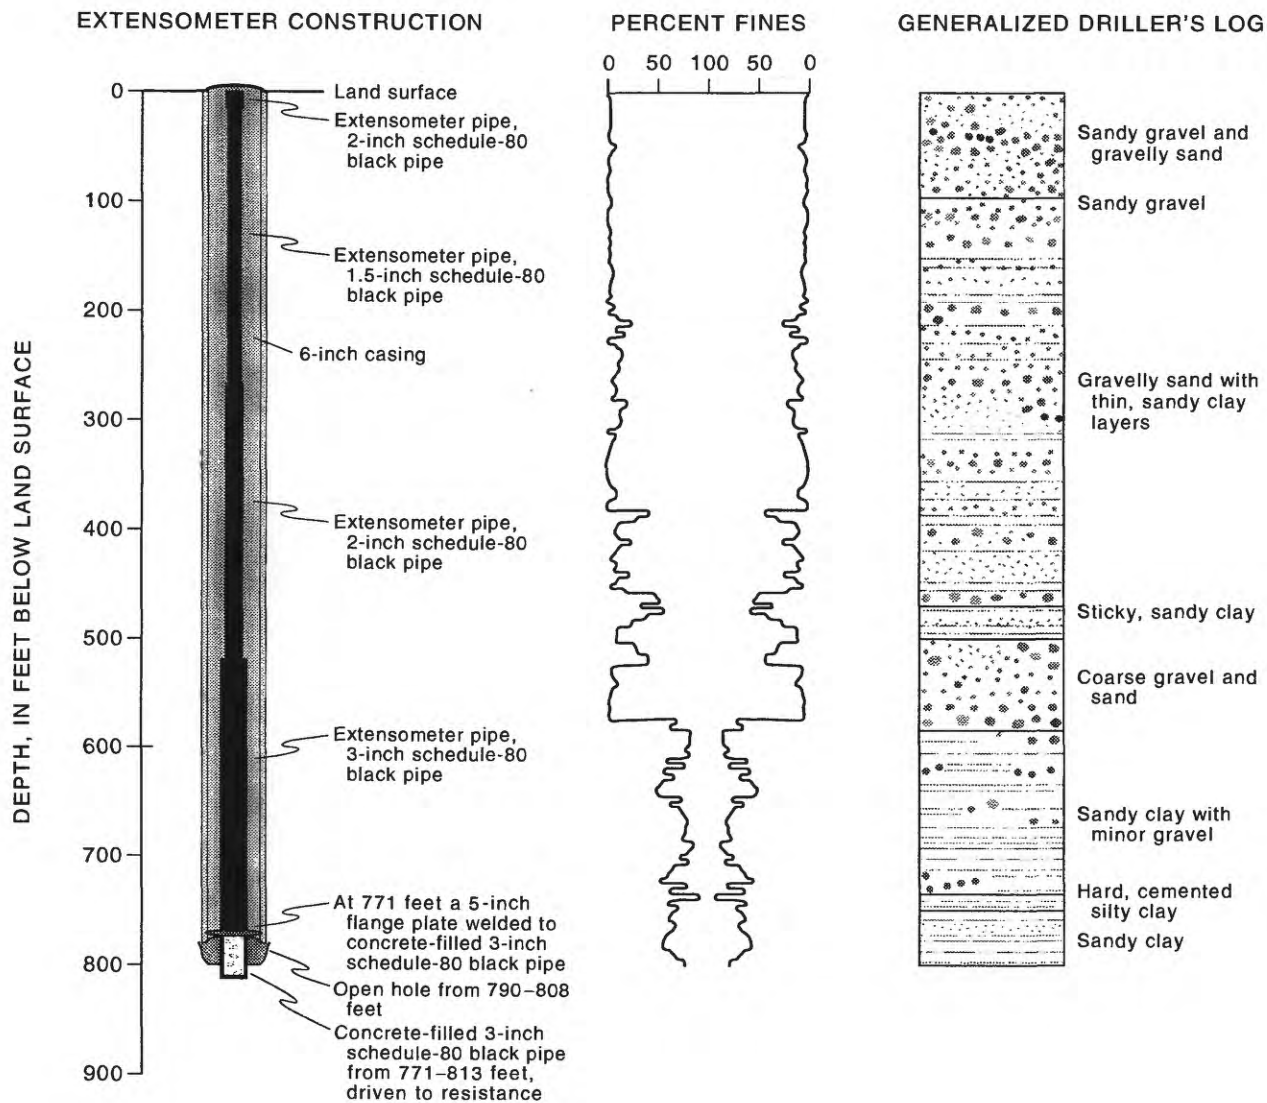 EXTENSOMETER CONSTRUCTION
PERCENT FINES
GENERALIZED DRILLER'S LOG
0 50 100 50 0
DEPTH, IN FEET BELOW LAND SURFACE
0
100
200
300
400
500
600
700
800
900
Land surface
Extensometer pipe,
2-inch schedule-80
black pipe
Extensometer pipe,
1.5-inch schedule-80
black pipe
6-inch casing
Extensometer pipe,
2-inch schedule-80
black pipe
Extensometer pipe,
3-inch schedule-80
black pipe
At 771 feet a 5-inch
flange plate welded to
concrete-filled 3-inch
schedule-80 black pipe
Open hole from 790–808
feet
Concrete-filled 3-inch
schedule-80 black pipe
from 771–813 feet,
driven to resistance
Sandy gravel and
gravelly sand
Sandy gravel
Gravelly sand with
thin, sandy clay
layers
Sticky, sandy clay
Coarse gravel and
sand
Sandy clay with
minor gravel
Hard, cemented
silty clay
Sandy clay